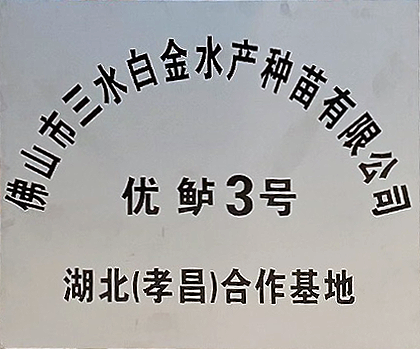 佛山市三水白金水产种苗有限公司
优鲈3号
湖北(孝昌)合作基地